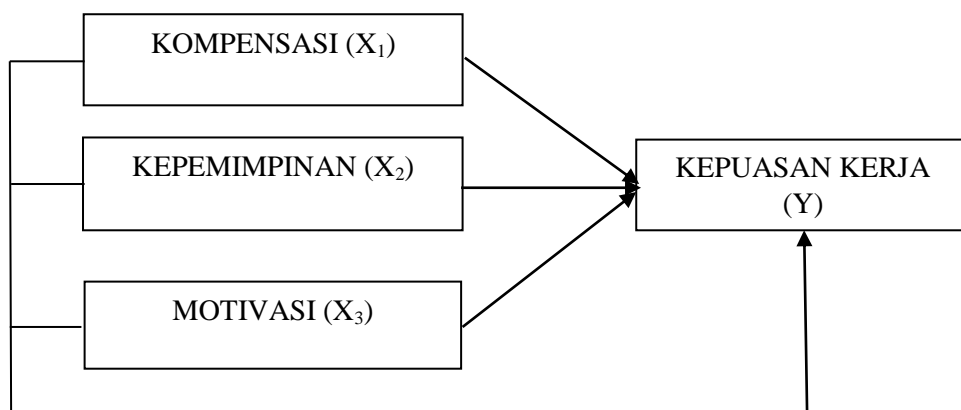 KOMPENSASI (X₁)
KEPEMIMPINAN (X₂)
KEPUASAN KERJA
(Y)
MOTIVASI (X₃)